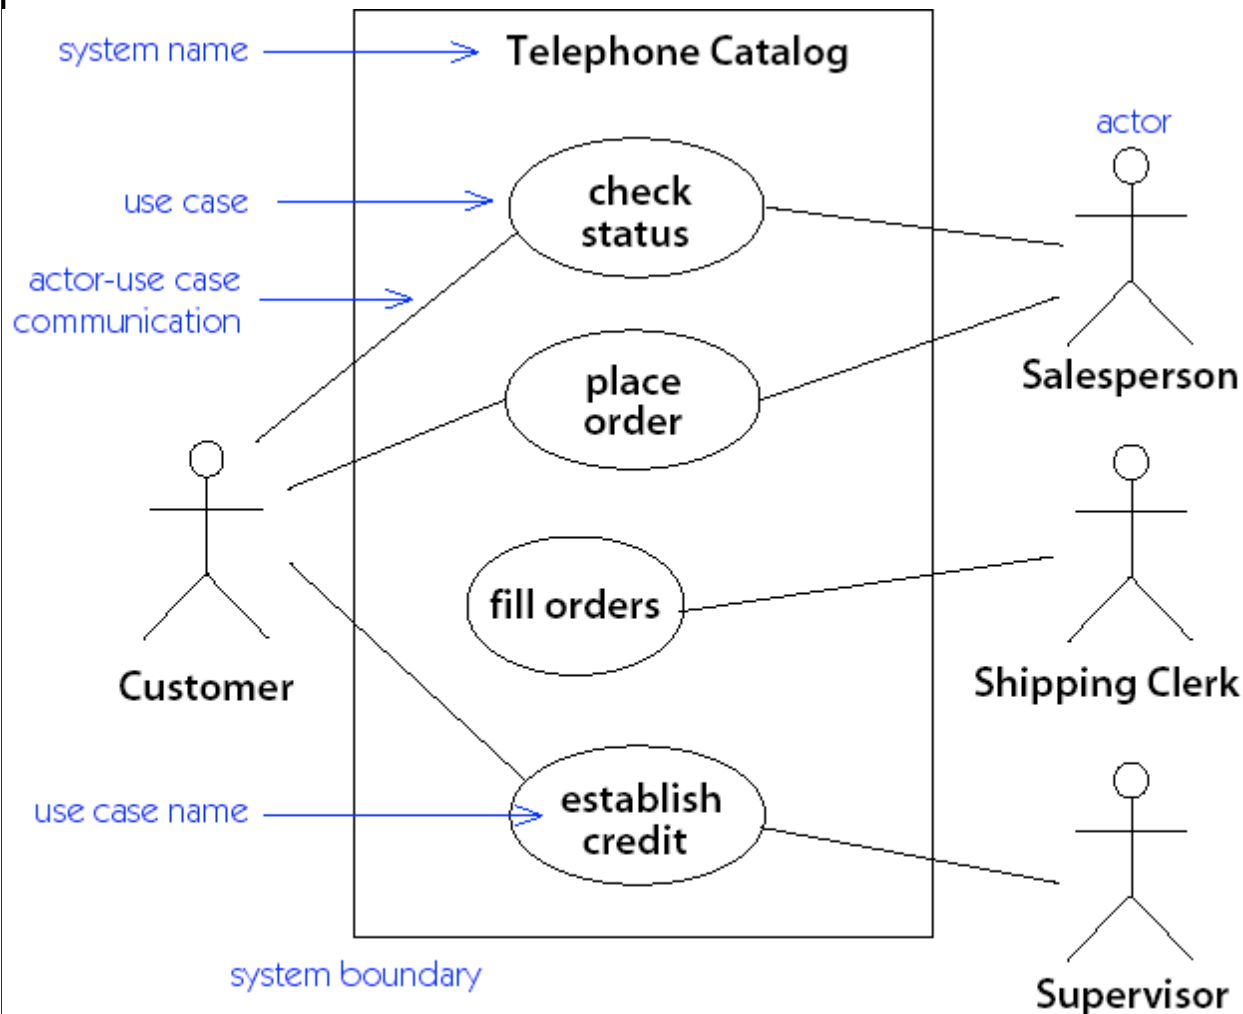 system name
Telephone Catalog
actor
use case
check
status
actor-use case
communication
place
order
Salesperson
fill orders
Customer
Shipping Clerk
use case name
establish
credit
system boundary
Supervisor